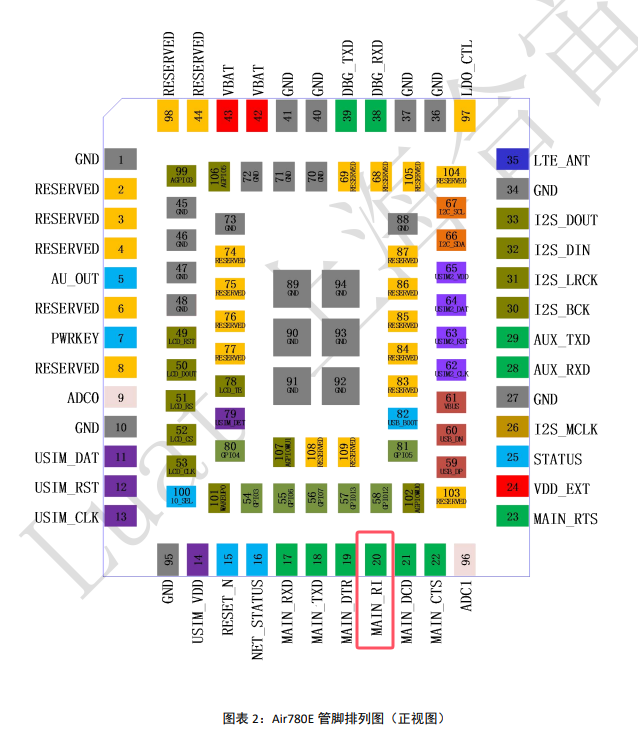 RESERVED
RESERVED
VBAT
VBAT
GND
GND
DBG_TXD
DBG_RXD
GND
GND
LDO_CTL
98 44 43 42 41 40 39 38 37 36 97
GND 1
RESERVED 2
RESERVED 3
RESERVED 4
AU_OUT 5
RESERVED 6
PWRKEY 7
RESERVED 8
ADC0 9
GND 10
USIM_DAT 11
USIM_RST 12
USIM_CLK 13
99 AGPIO3
45 GND
46 GND
47 GND
48 GND
49 LCD_RST
50 LCD_DOUT
51 LCD_RS
52 LCD_CS
53 LCD_CLK
100 IO_SEL
106 AGPIO5
72 GND
71 GND
70 GND
69 RESERVED
68 RESERVED
105 RESERVED
73 GND
74 RESERVED
75 RESERVED
76 RESERVED
77 RESERVED
78 LCD_TE
79 USIM_DET
80 GPIO4
89 GND
94 GND
90 GND
93 GND
91 GND
92 GND
88 GND
87 RESERVED
86 RESERVED
85 RESERVED
84 RESERVED
83 RESERVED
82 USB_BOOT
81 GPIO5
104 RESERVED
67 I2C_SCL
66 I2C_SDA
65 USIM2_VDD
64 USIM2_DAT
63 USIM2_RST
62 USIM2_CLK
61 VBUS
60 USB_DN
59 USB_DP
103 RESERVED
107
108 RESERVED
109 RESERVED
101
54 GPIO3
55 GPIO6
56 GPIO7
57 GPIO13
58 GPIO12
102
35 LTE_ANT
34 GND
33 I2S_DOUT
32 I2S_DIN
31 I2S_LRCK
30 I2S_BCK
29 AUX_TXD
28 AUX_RXD
27 GND
26 I2S_MCLK
25 STATUS
24 VDD_EXT
23 MAIN_RTS
95 14 15 16 17 18 19 20 21 22 96
GND
USIM_VDD
RESET_N
NET_STATUS
MAIN_RXD
MAIN_TXD
MAIN_DTR
MAIN_RI
MAIN_DCD
MAIN_CTS
ADC1
Luat 上海合宙
图表 2：Air780E 管脚排列图（正视图）